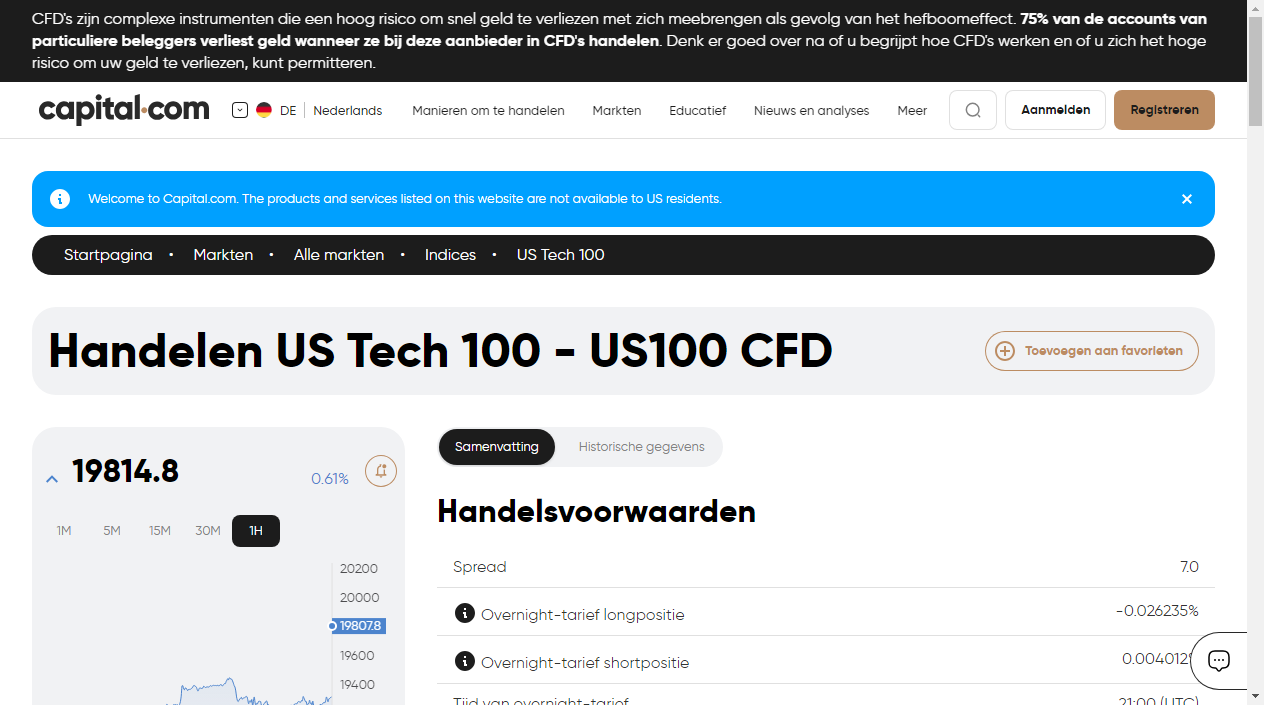 CFD's zijn complexe instrumenten die een hoog risico om snel geld te verliezen met zich meebrengen als gevolg van het hefboomeffect. 75% van de accounts van
particuliere beleggers verliest geld wanneer ze bij deze aanbieder in CFD's handelen. Denk er goed over na of u begrijpt hoe CFD's werken en of u zich het hoge
risico om uw geld te verliezen, kunt permitteren.
capital.com DE Nederlands Manieren om te handelen Markten Educatief Nieuws en analyses Meer Aanmelden Registreren
Welcome to Capital.com. The products and services listed on this website are not available to US residents.
Startpagina • Markten • Alle markten • Indices • US Tech 100
Handelen US Tech 100 - US100 CFD
Toevoegen aan favorieten
19814.8
0.61%
1M 5M 15M 30M 1H
20200
20000
19807.8
19600
19400
Samenvatting Historische gegevens
Handelsvoorwaarden
Spread 7.0
Overnight-tarief longpositie -0.026235%
Overnight-tarief shortpositie 0.004012%
Tijd van overnight-tarief 21:00 (UTC)